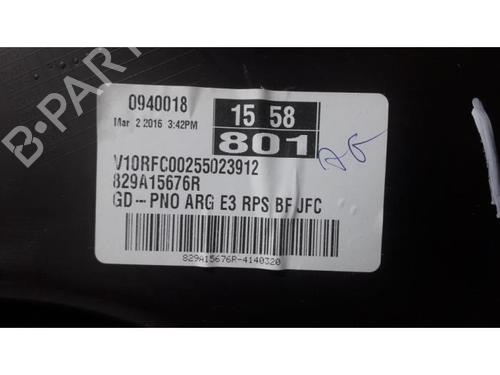 B-PARTS
0940018
15 58
Mar 2 2016 3:42PM
801
V10RFC00255023912
829A15676R
GD--PNO ARG E3 RPS BF JFC
829A15676R-4140320